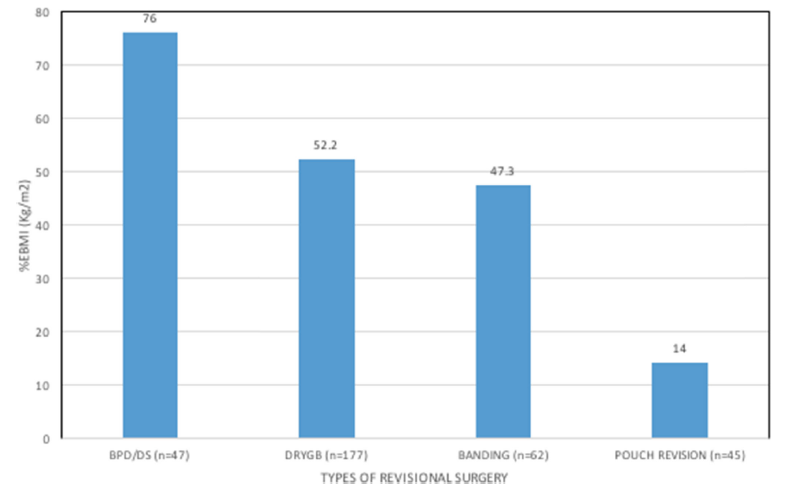 80
76
70
60
52.2
50
47.3
40
30
20
14
10
0
%EBMI (Kg/m2)
BPD/DS (n=47)
DRYGB (n=177)
BANDING (n=62)
POUCH REVISION (n=45)
TYPES OF REVISIONAL SURGERY